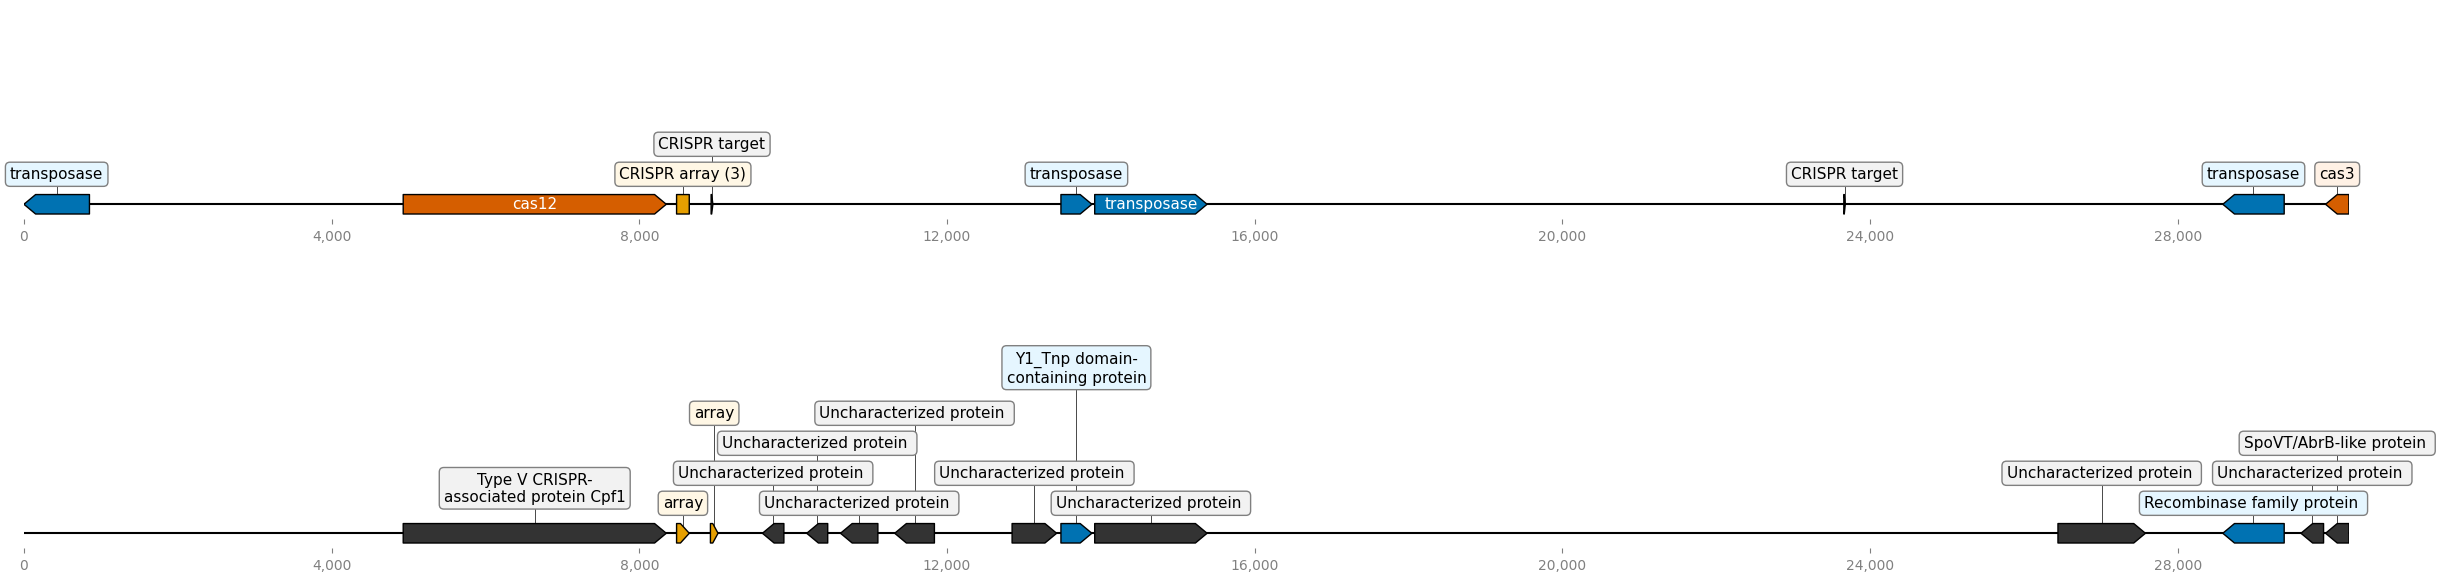 CRISPR target
transposase
CRISPR array (3)
transposase
CRISPR target
transposase
cas3
cas12
transposase
0
4,000
8,000
12,000
16,000
20,000
24,000
28,000
Y1_Tnp domain-
containing protein
array
Uncharacterized protein
Uncharacterized protein
SpoVT/AbrB-like protein
Type V CRISPR-
associated protein Cpf1
Uncharacterized protein
Uncharacterized protein
Uncharacterized protein
Uncharacterized protein
array
Uncharacterized protein
Uncharacterized protein
Recombinase family protein
0
4,000
8,000
12,000
16,000
20,000
24,000
28,000